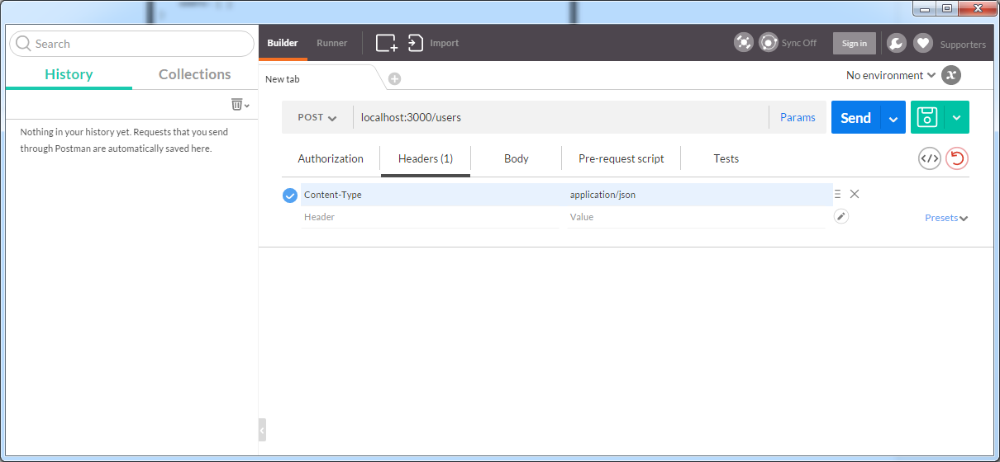 Search
History
Collections
Nothing in your history yet. Requests that you send
through Postman are automatically saved here.
Builder
Runner
Import
Sync Off
Sign in
Supporters
New tab
No environment
x
POST
localhost:3000/users
Params
Send
Authorization
Headers (1)
Body
Pre-request script
Tests
</>
Content-Type
application/json
Header
Value
Presets